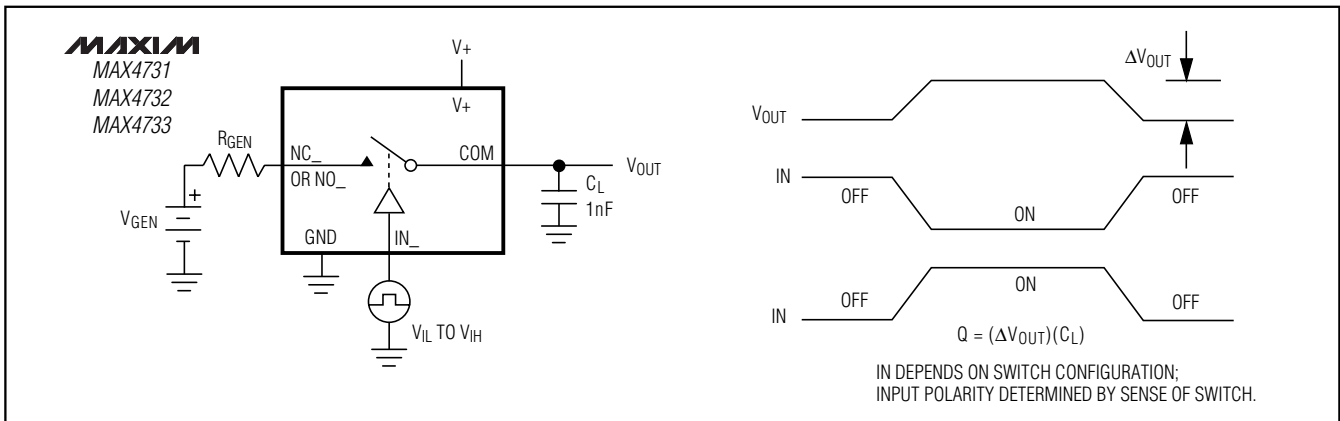 MAXIM
MAX4731
MAX4732
MAX4733
V+
V+
RGEN
NC_
OR NO_
COM
VOUT
CL
1nF
VGEN
+
GND
IN_
VIL TO VIH
ΔVOUT
VOUT
IN
OFF
ON
OFF
IN
OFF
ON
OFF
Q = (ΔVOUT)(CL)
IN DEPENDS ON SWITCH CONFIGURATION;
INPUT POLARITY DETERMINED BY SENSE OF SWITCH.